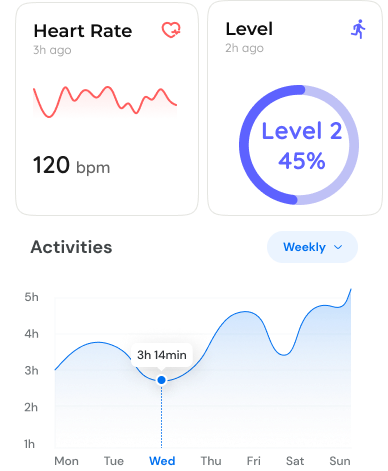 Heart Rate
3h ago
120 bpm
Level
2h ago
Level 2
45%
Activities
Weekly
5h
4h
3h
2h
1h
3h 14min
Mon Tue Wed Thu Fri Sat Sun